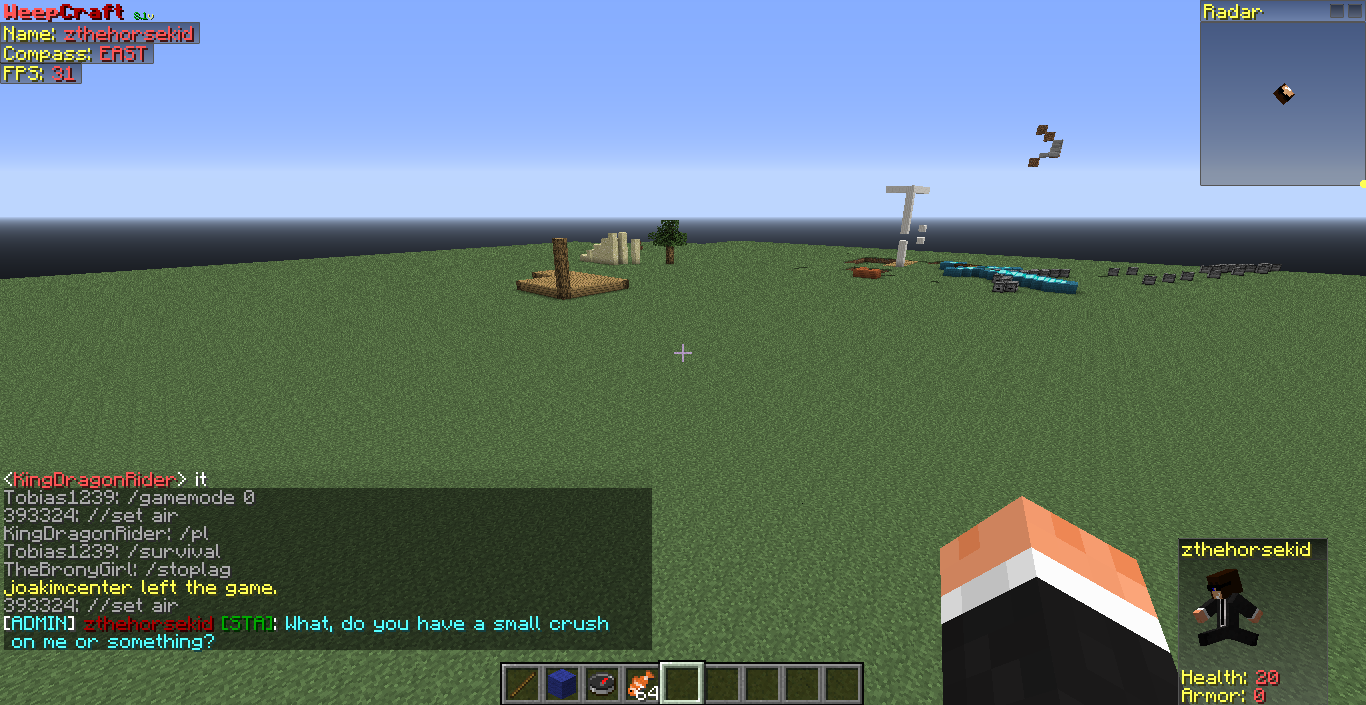 WeepCraft 8.1v
Name: zthehorsekid
Compass: EAST
FPS: 31
Radar
<KingDragonRider> it
Tobias1239: /gamemode 0
393324: //set air
KingDragonRider: /pl
Tobias1239: /survival
TheBronyGirl: /stoplag
joakimcenter left the game.
393324: //set air
[ADMIN] zthehorsekid [STA]: What, do you have a small crush
on me or something?
64
zthehorsekid
Health: 20
Armor: 0